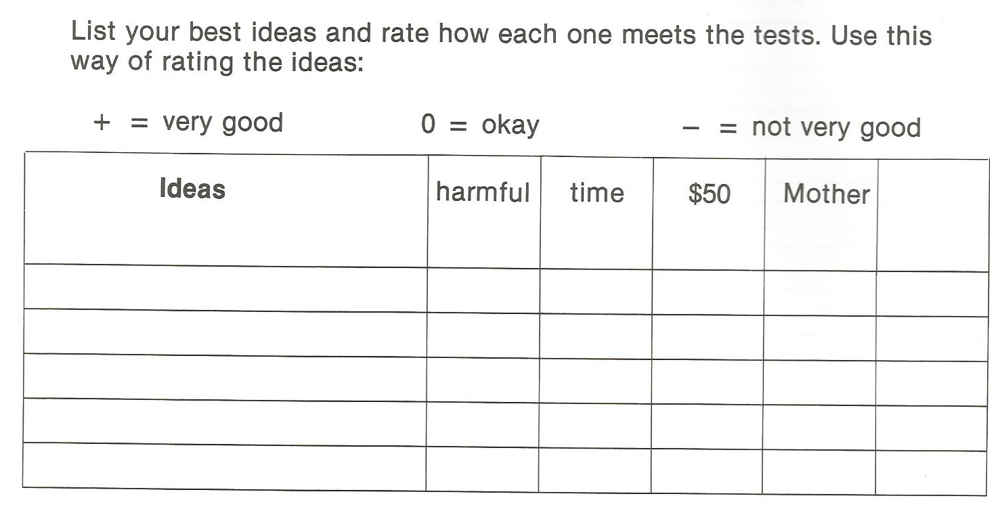 List your best ideas and rate how each one meets the tests. Use this
way of rating the ideas:
+ = very good 0 = okay – = not very good
Ideas harmful time $50 Mother